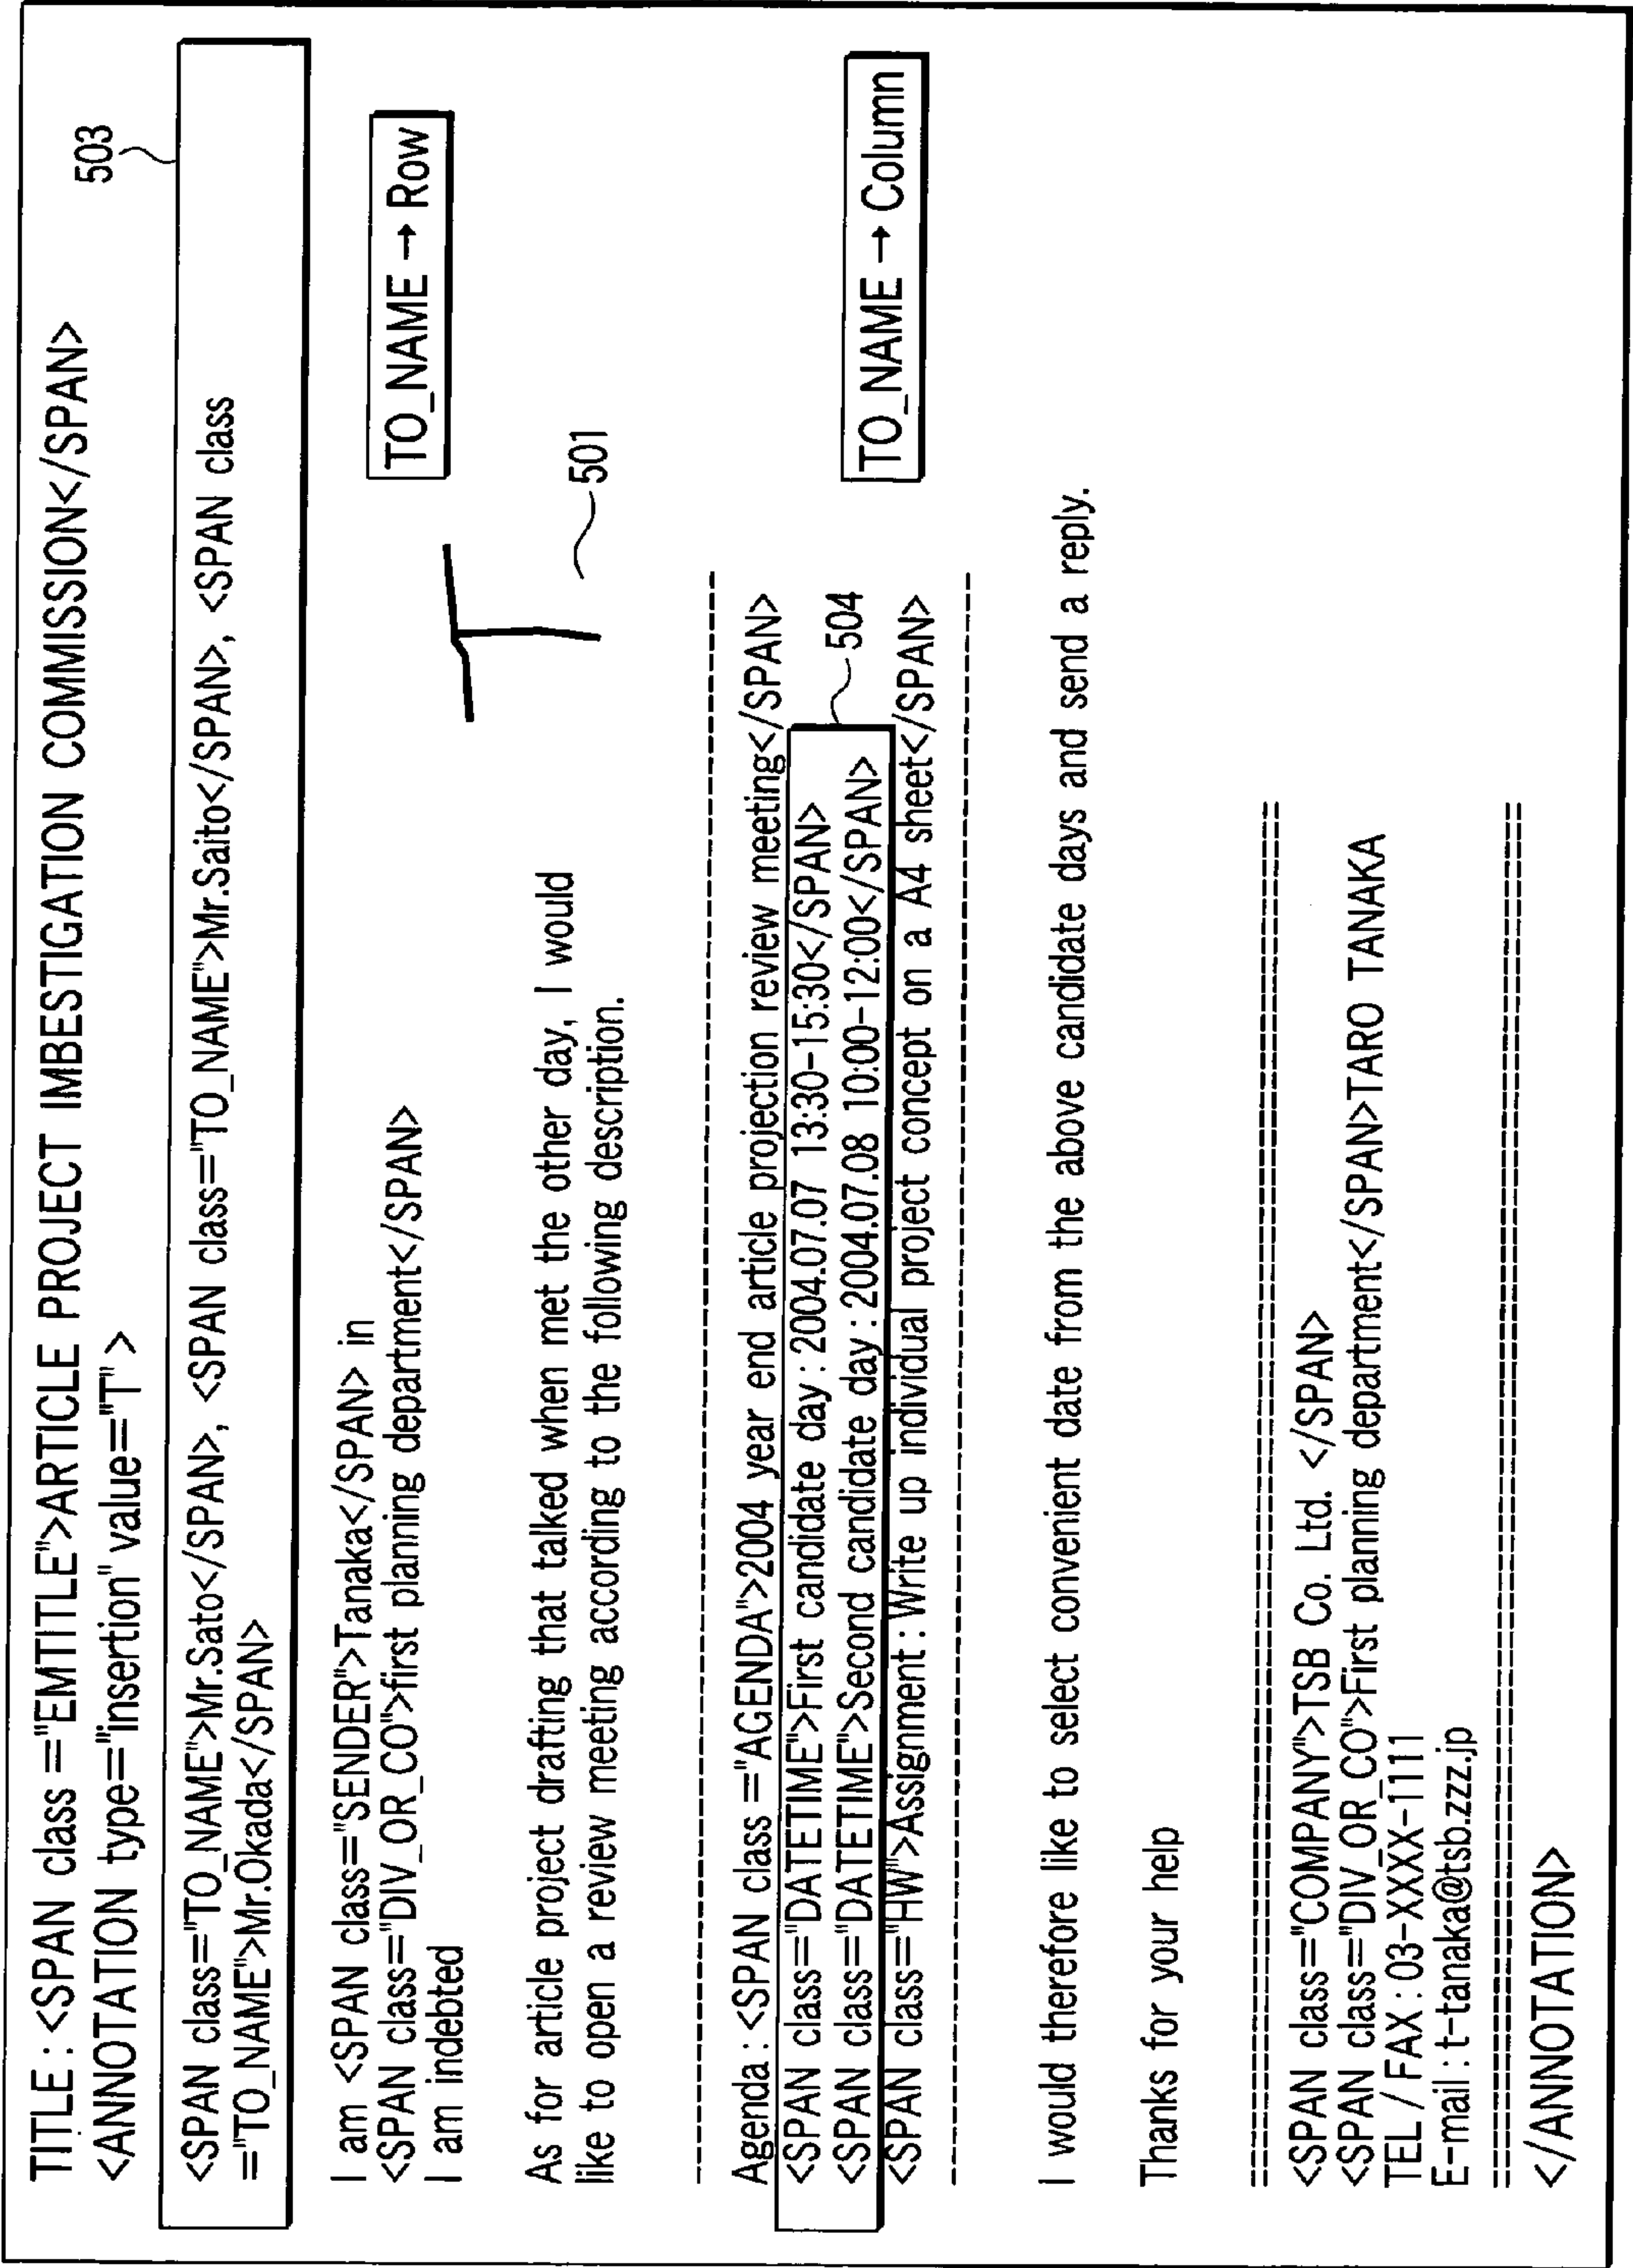 TITLE : <SPAN class ="EMTITLE">ARTICLE PROJECT IMBESTIGATION COMMISSION</SPAN>
<ANNOTATION type="insertion" value="T" >
503
<SPAN class="TO_NAME">Mr.Sato</SPAN>, <SPAN class="TO_NAME">Mr.Saito</SPAN>, <SPAN class
="TO_NAME">Mr.Okada</SPAN>
I am <SPAN class="SENDER">Tanaka</SPAN> in
<SPAN class="DIV_OR_CO">first planning department</SPAN>
I am indebted
TO_NAME → Row
T
501
As for article project drafting that talked when met the other day, I would
like to open a review meeting according to the following description.
Agenda : <SPAN class ="AGENDA">2004 year end article projection review meeting</SPAN>
<SPAN class="DATETIME">First candidate day : 2004.07.07 13:30-15:30</SPAN>
<SPAN class="DATETIME">Second candidate day : 2004.07.08 10:00-12:00</SPAN>
504
<SPAN class="HW">Assignment : Write up individual project concept on a A4 sheet</SPAN>
TO_NAME → Column
I would therefore like to select convenient date from the above candidate days and send a reply.
Thanks for your help
<SPAN class="COMPANY">TSB Co. Ltd. </SPAN>
<SPAN class="DIV_OR_CO">First planning department</SPAN>TARO TANAKA
TEL / FAX : 03-XXXX-1111
E-mail : t-tanaka@tsb.zzz.jp
</ANNOTATION>